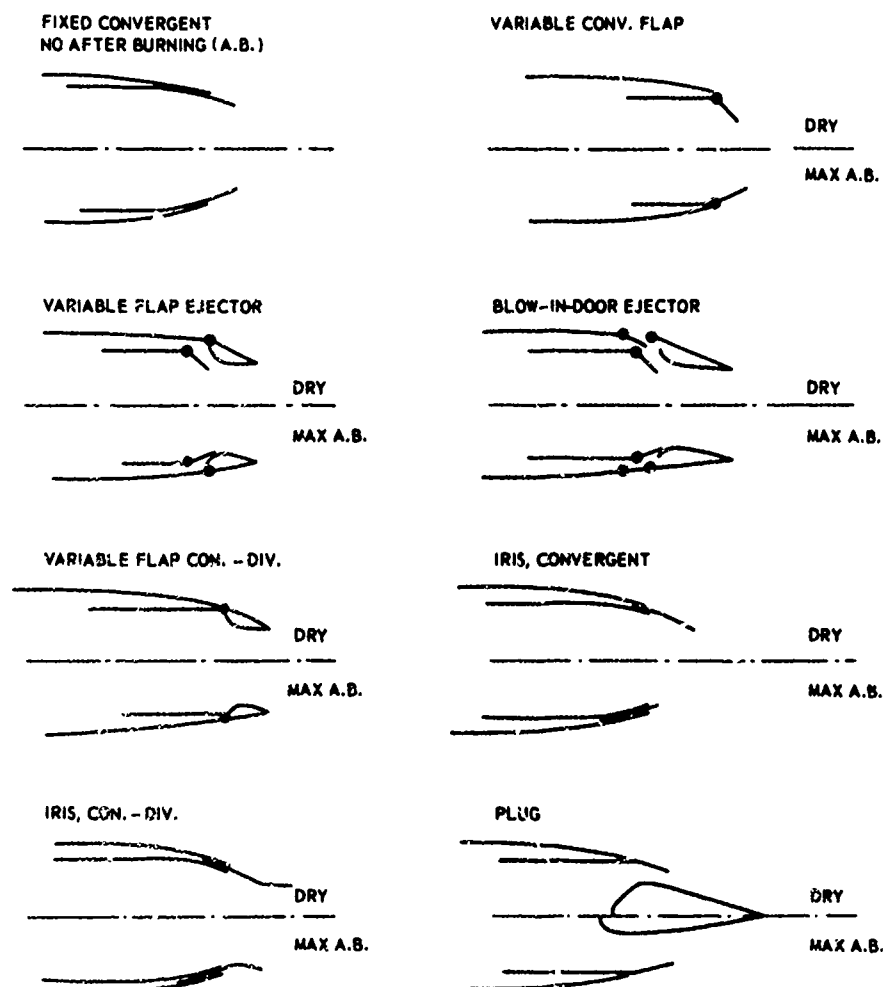 FIXED CONVERGENT
NO AFTER BURNING (A.B.)
VARIABLE CONV. FLAP
DRY
MAX A.B.
VARIABLE FLAP EJECTOR
DRY
MAX A.B.
BLOW-IN-DOOR EJECTOR
DRY
MAX A.B.
VARIABLE FLAP CON. - DIV.
DRY
MAX A.B.
IRIS, CONVERGENT
DRY
MAX A.B.
IRIS, CON. - DIV.
DRY
MAX A.B.
PLUG
DRY
MAX A.B.